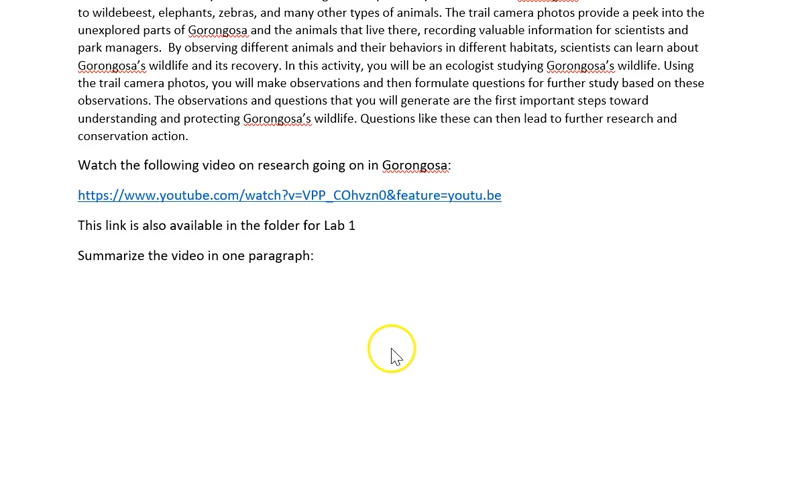 to wildebeest, elephants, zebras, and many other types of animals. The trail camera photos provide a peek into the
unexplored parts of Gorongosa and the animals that live there, recording valuable information for scientists and
park managers.  By observing different animals and their behaviors in different habitats, scientists can learn about
Gorongosa's wildlife and its recovery. In this activity, you will be an ecologist studying Gorongosa's wildlife. Using
the trail camera photos, you will make observations and then formulate questions for further study based on these
observations. The observations and questions that you will generate are the first important steps toward
understanding and protecting Gorongosa's wildlife. Questions like these can then lead to further research and
conservation action.
Watch the following video on research going on in Gorongosa:
https://www.youtube.com/watch?v=VPP_COhvzn0&feature=youtu.be
This link is also available in the folder for Lab 1
Summarize the video in one paragraph: